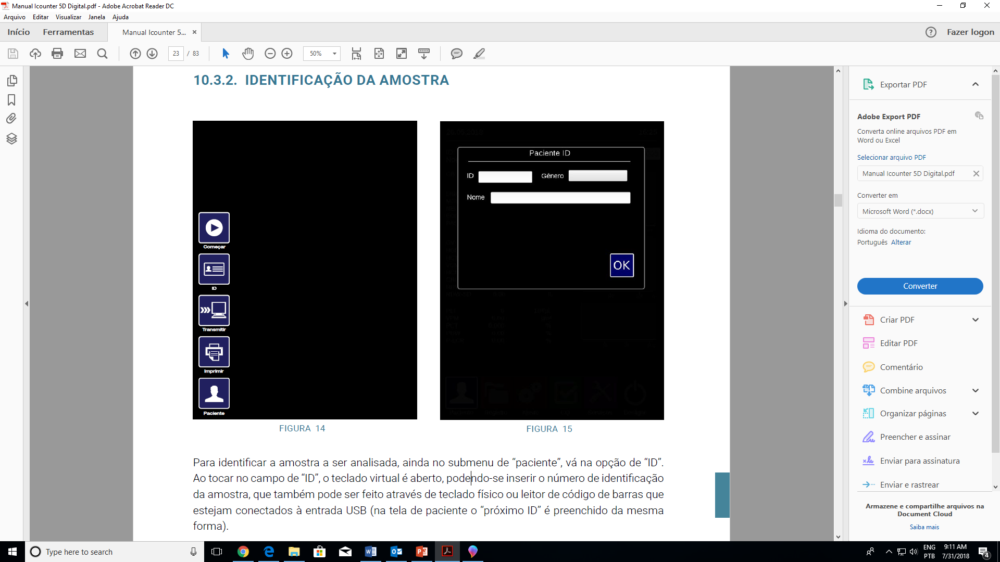 Manual Icounter 5D Digital.pdf - Adobe Acrobat Reader DC
Arquivo Editar Visualizar Janela Ajuda
Início Ferramentas Manual Icounter 5... ×
Fazer logon
23 / 83 50%
10.3.2. IDENTIFICAÇÃO DA AMOSTRA
Começar
ID
Transmitir
Imprimir
Paciente
FIGURA 14
Paciente ID
ID Gênero
Nome
OK
FIGURA 15
Para identificar a amostra a ser analisada, ainda no submenu de “paciente”, vá na opção de “ID”.
Ao tocar no campo de “ID”, o teclado virtual é aberto, podendo-se inserir o número de identificação
da amostra, que também pode ser feito através de teclado físico ou leitor de código de barras que
estejam conectados à entrada USB (na tela de paciente o “próximo ID” é preenchido da mesma
forma).
Exportar PDF
Adobe Export PDF
Converta online arquivos PDF em
Word ou Excel
Selecionar arquivo PDF
Manual Icounter 5D Digital.pdf
Converter em
Microsoft Word (*.docx)
Idioma do documento:
Português Alterar
Converter
Criar PDF
Editar PDF
Comentário
Combine arquivos
Organizar páginas
Preencher e assinar
Enviar para assinatura
Enviar e rastrear
Armazene e compartilhe arquivos na
Document Cloud
Saiba mais
Type here to search
ENG
PTB
9:11 AM
7/31/2018
4